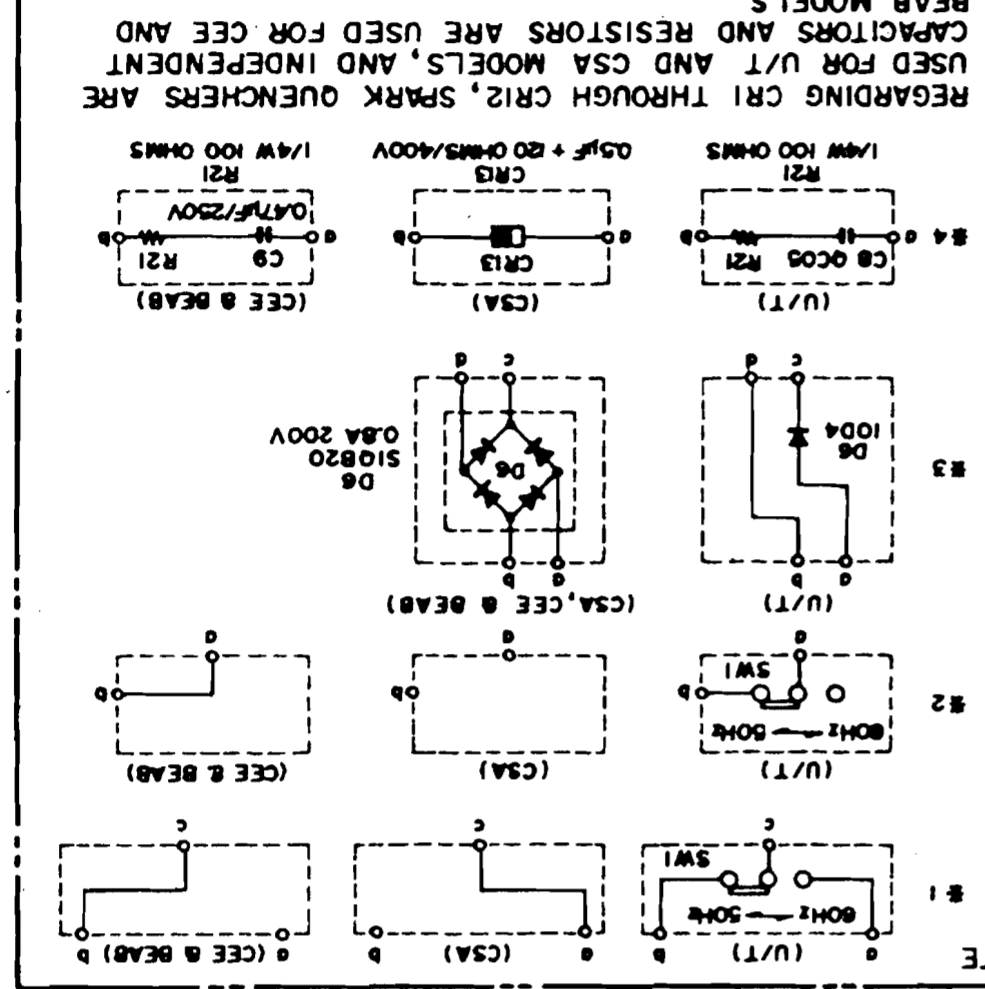 TE
a (U/T) b
a (CSA) b
a (CEE & BEAB) b
※1
60Hz 50Hz
SW1
c
c
c
(U/T)
(CSA)
(CEE & BEAB)
※2
60Hz 50Hz
SW1
b
b
b
a
a
a
(U/T)
(CSA, CEE & BEAB)
a b
a b
※3
D6
10D4
D6
D6
S1QB20
0.8A 200V
c d
c d
(U/T)
(CSA)
(CEE & BEAB)
※4
C8 QC05 R21
CR13
C9 R21
a b
a b
a b
0.47μF/250V
R21
1/4W 100 OHMS
CR13
0.5μF + 120 OHMS/400V
R21
1/4W 100 OHMS
REGARDING CR1 THROUGH CR12, SPARK QUENCHERS ARE
USED FOR U/T AND CSA MODELS, AND INDEPENDENT
CAPACITORS AND RESISTORS ARE USED FOR CEE AND
BEAB MODELS